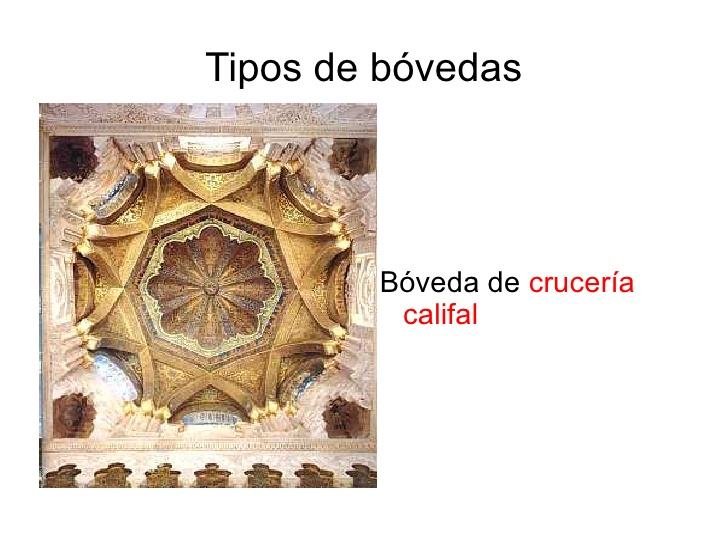 Tipos de bóvedas
Bóveda de crucería
califal